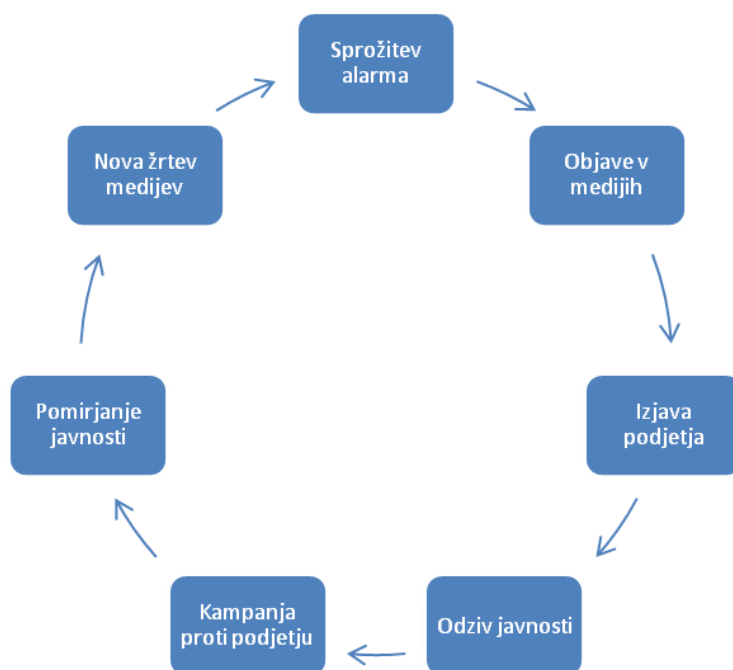 Sprožitev
alarma
Objave v
medijih
Izjava
podjetja
Odziv javnosti
Kampanja
proti podjetju
Pomirjanje
javnosti
Nova žrtev
medijev